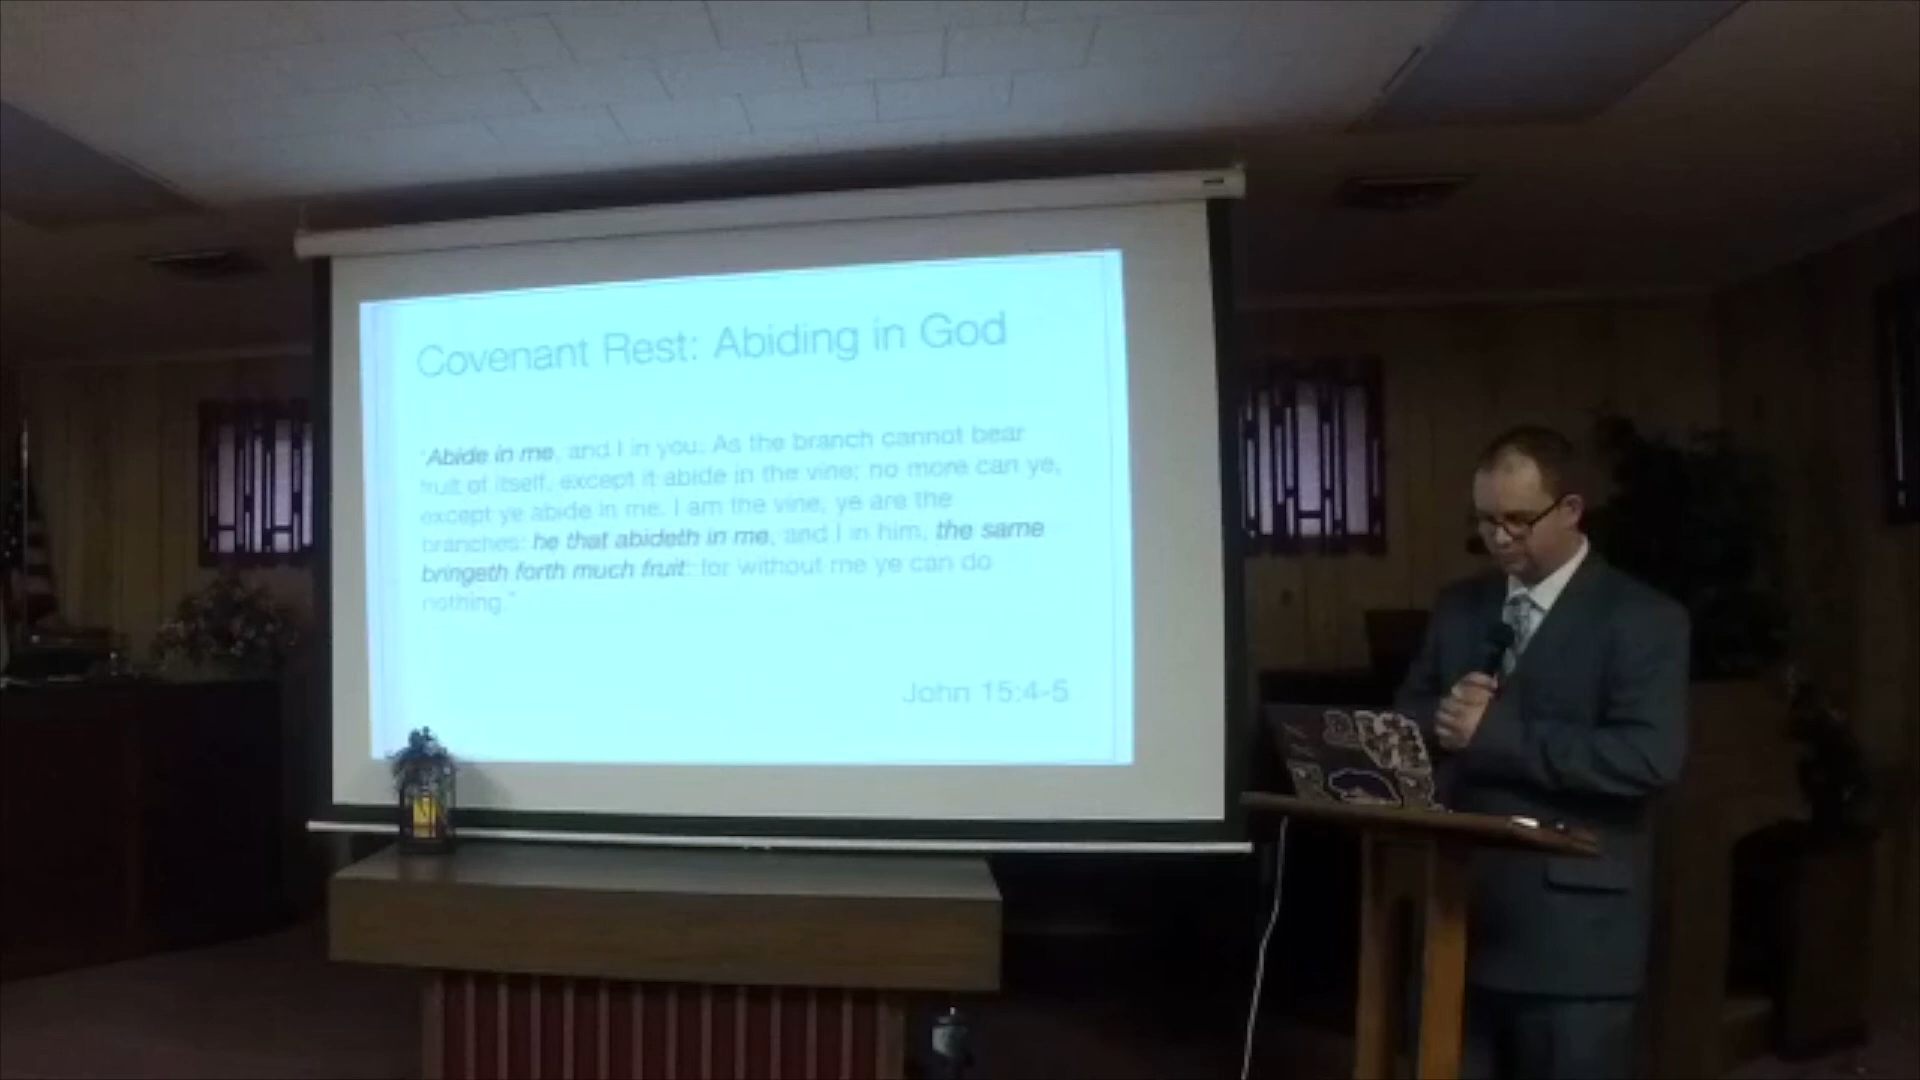 Covenant Rest: Abiding in God
"Abide in me, and I in you. As the branch cannot bear
fruit of itself, except it abide in the vine; no more can ye,
except ye abide in me. I am the vine, ye are the
branches: he that abideth in me, and I in him, the same
bringeth forth much fruit: for without me ye can do
nothing."
John 15:4-5